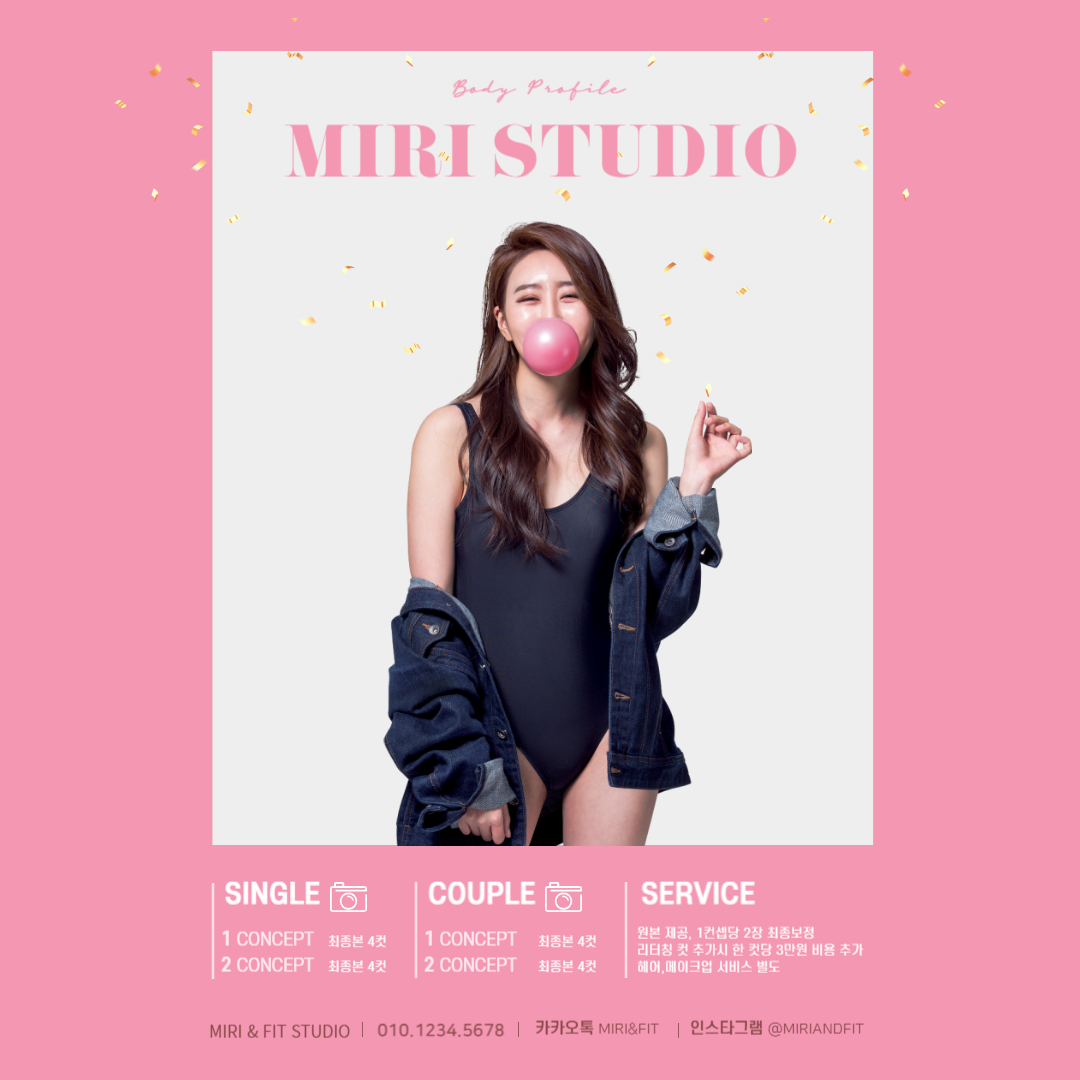 Body Profile
MIRI STUDIO
SINGLE
1 CONCEPT 최종본 4컷
2 CONCEPT 최종본 4컷
COUPLE
1 CONCEPT 최종본 4컷
2 CONCEPT 최종본 4컷
SERVICE
원본 제공, 1컨셉당 2장 최종보정
리터칭 컷 추가시 한 컷당 3만원 비용 추가
헤어,메이크업 서비스 별도
MIRI & FIT STUDIO | 010.1234.5678 | 카카오톡 MIRI&FIT | 인스타그램 @MIRIANDFIT